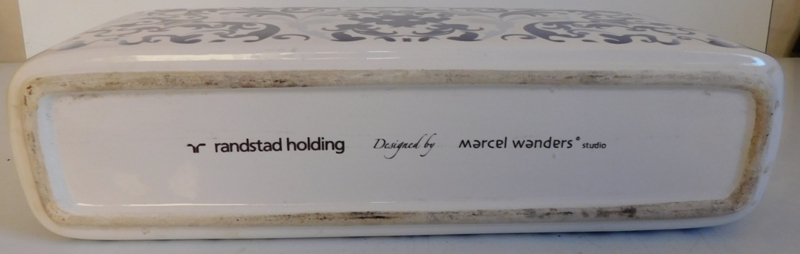 randstad holding Designed by marcel wanders® studio